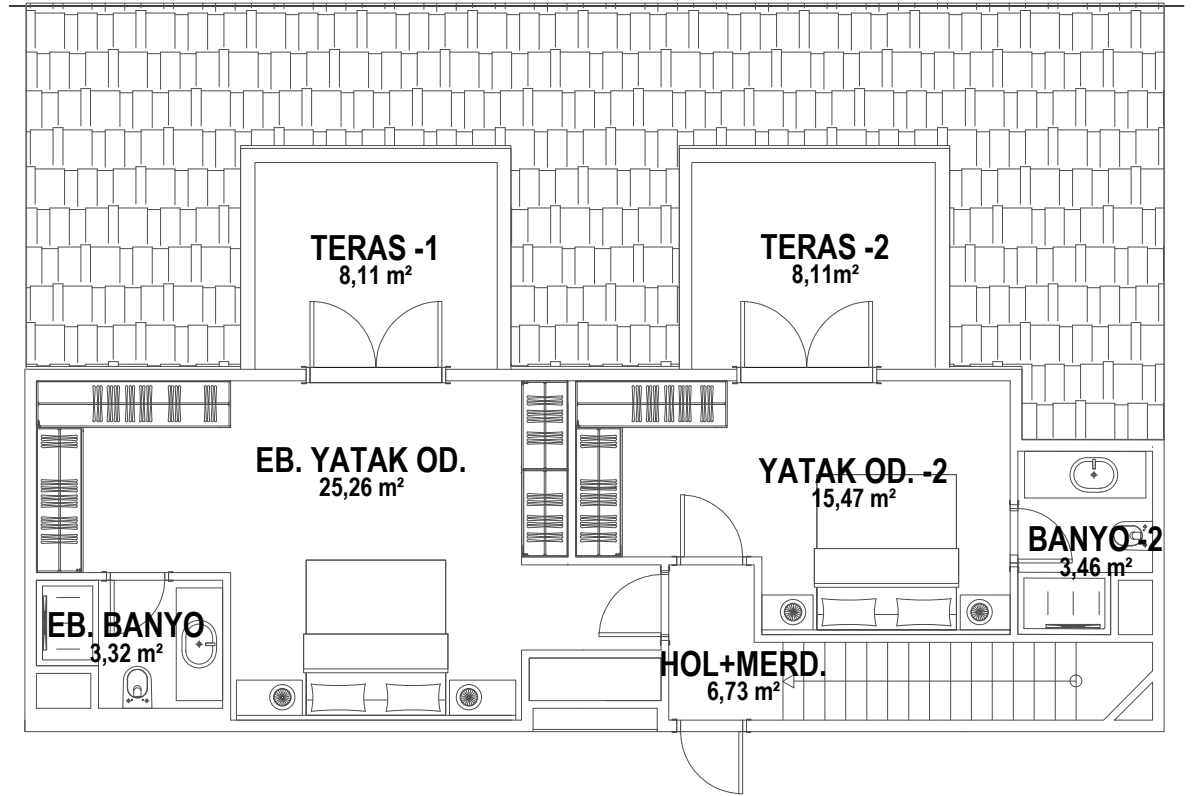 TERAS -1
8,11 m²
TERAS -2
8,11m²
EB. YATAK OD.
25,26 m²
YATAK OD. -2
15,47 m²
BANYO -2
3,46 m²
EB. BANYO
3,32 m²
HOL+MERD.
6,73 m²